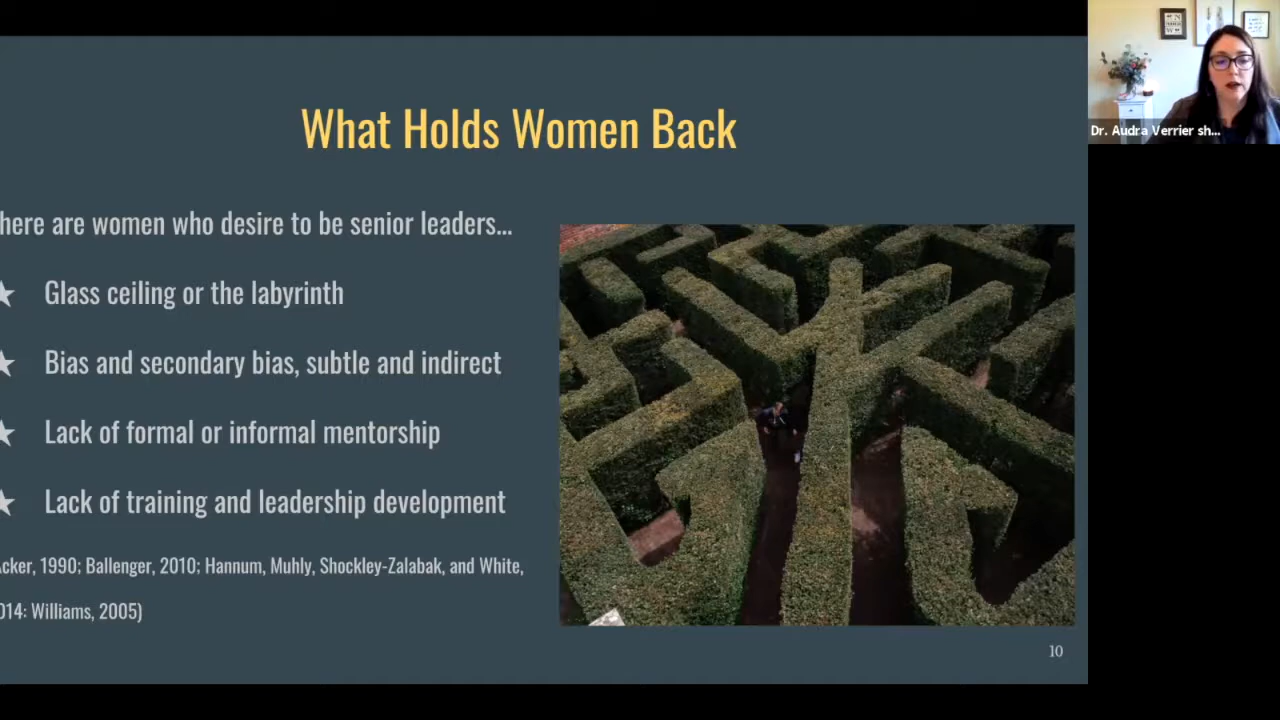 What Holds Women Back
here are women who desire to be senior leaders...
★ Glass ceiling or the labyrinth
★ Bias and secondary bias, subtle and indirect
★ Lack of formal or informal mentorship
★ Lack of training and leadership development
cker, 1990; Ballenger, 2010; Hannum, Muhly, Shockley-Zalabak, and White,
014: Williams, 2005)
10
Dr. Audra Verrier sh...